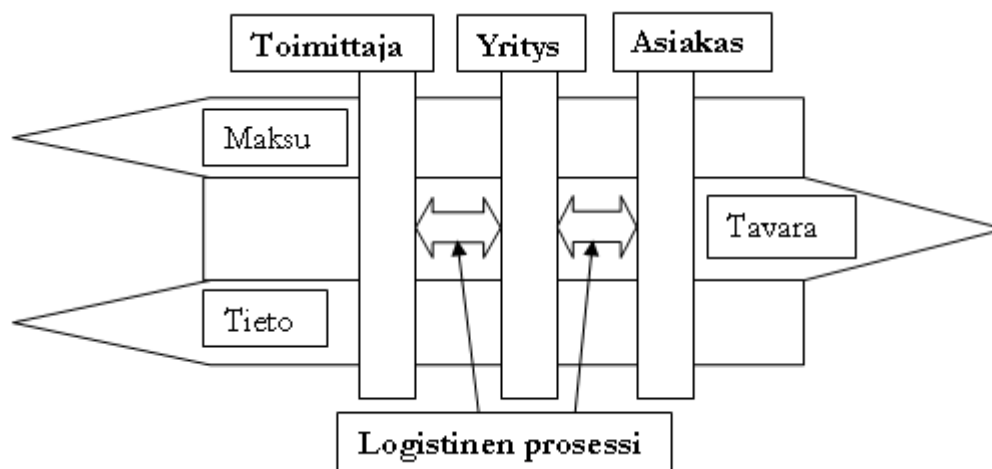 Toimittaja
Yritys
Asiakas
Maksu
Tavara
Tieto
Logistinen prosessi